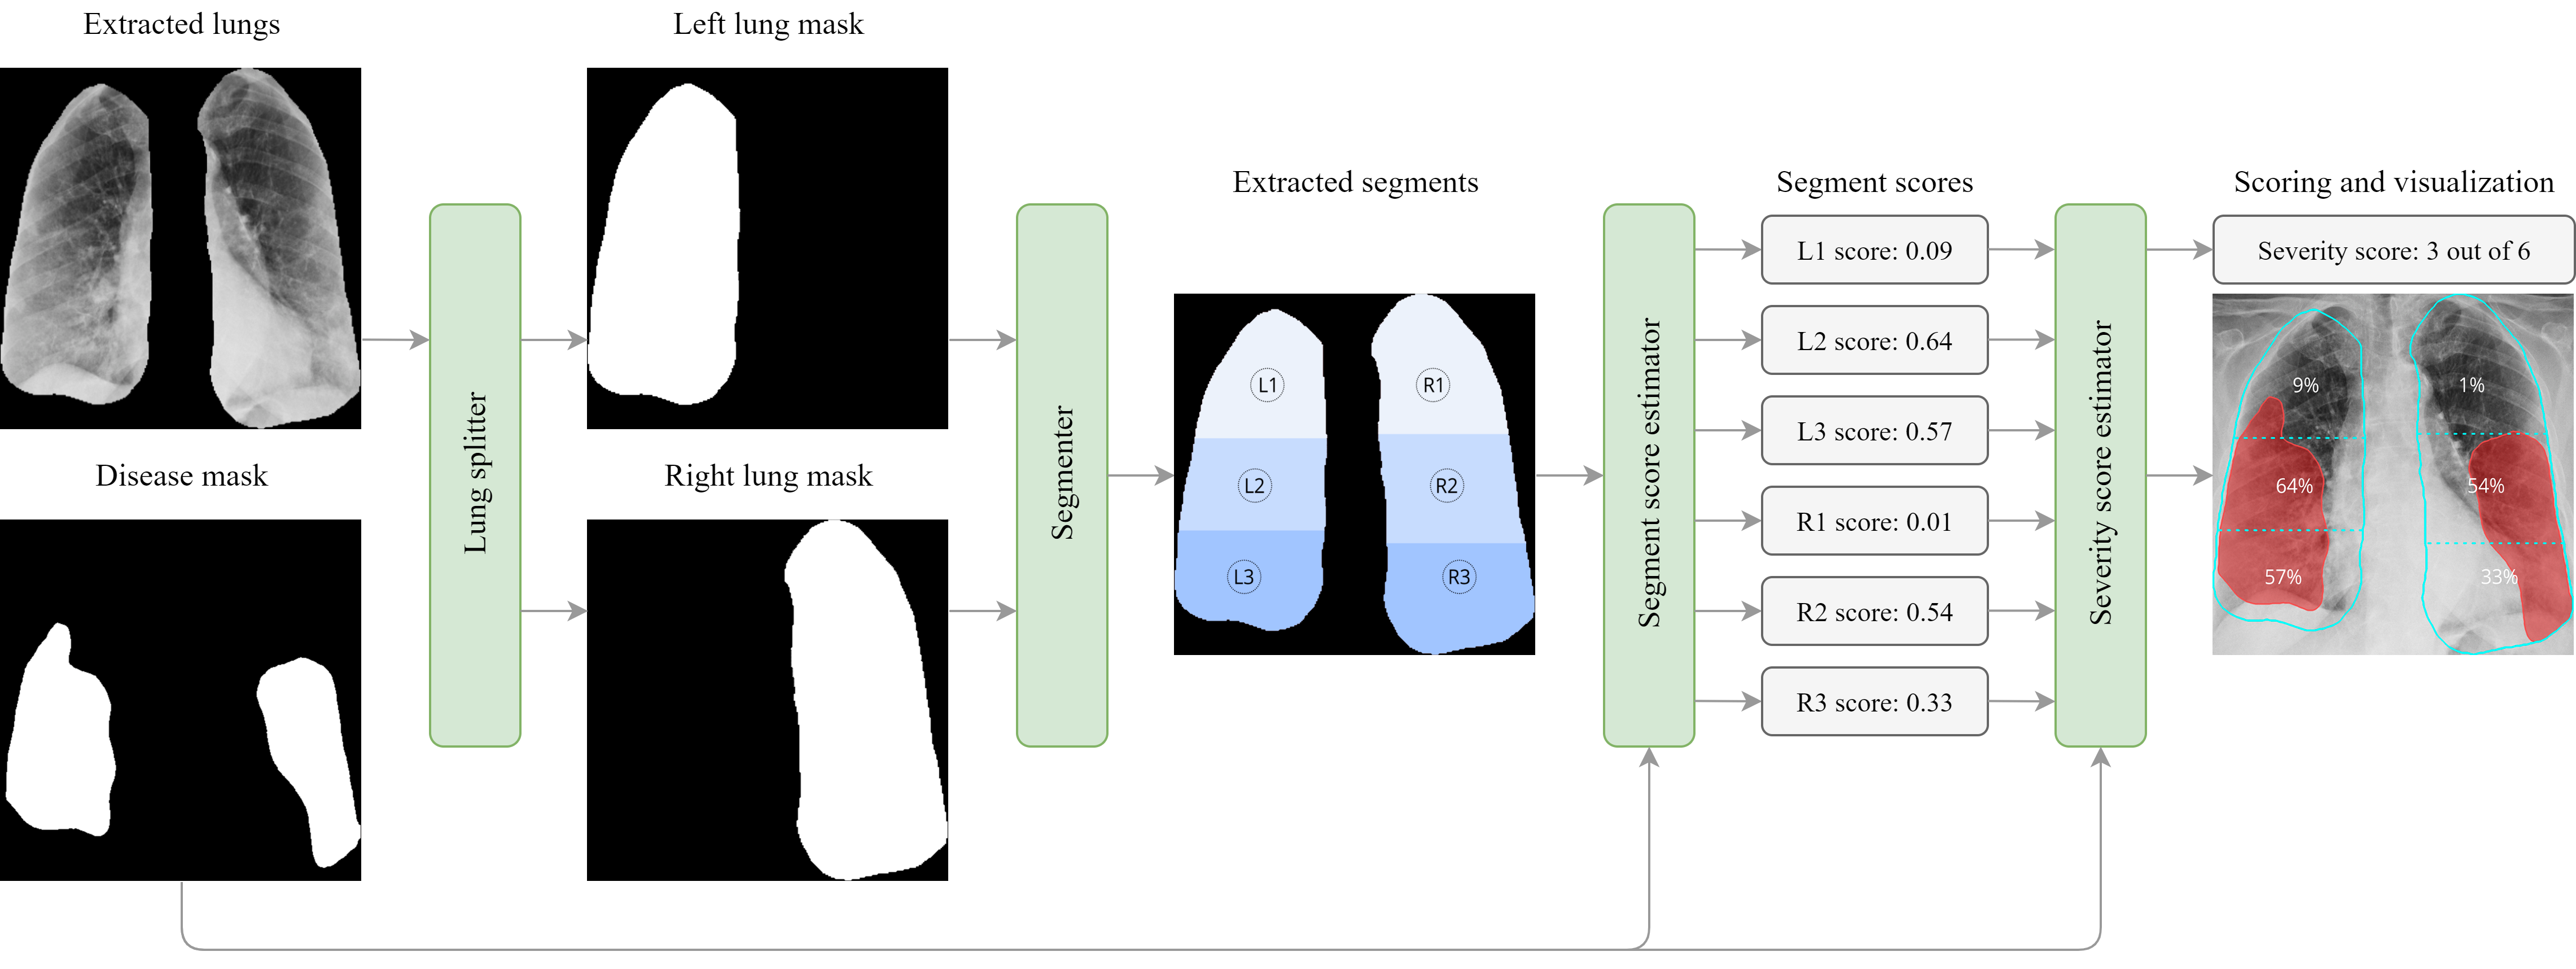 Extracted lungs
Disease mask
Lung splitter
Left lung mask
Right lung mask
Segmenter
Extracted segments
L1
R1
L2
R2
L3
R3
Segment score estimator
Segment scores
L1 score: 0.09
L2 score: 0.64
L3 score: 0.57
R1 score: 0.01
R2 score: 0.54
R3 score: 0.33
Severity score estimator
Scoring and visualization
Severity score: 3 out of 6
9%
1%
64%
54%
57%
33%